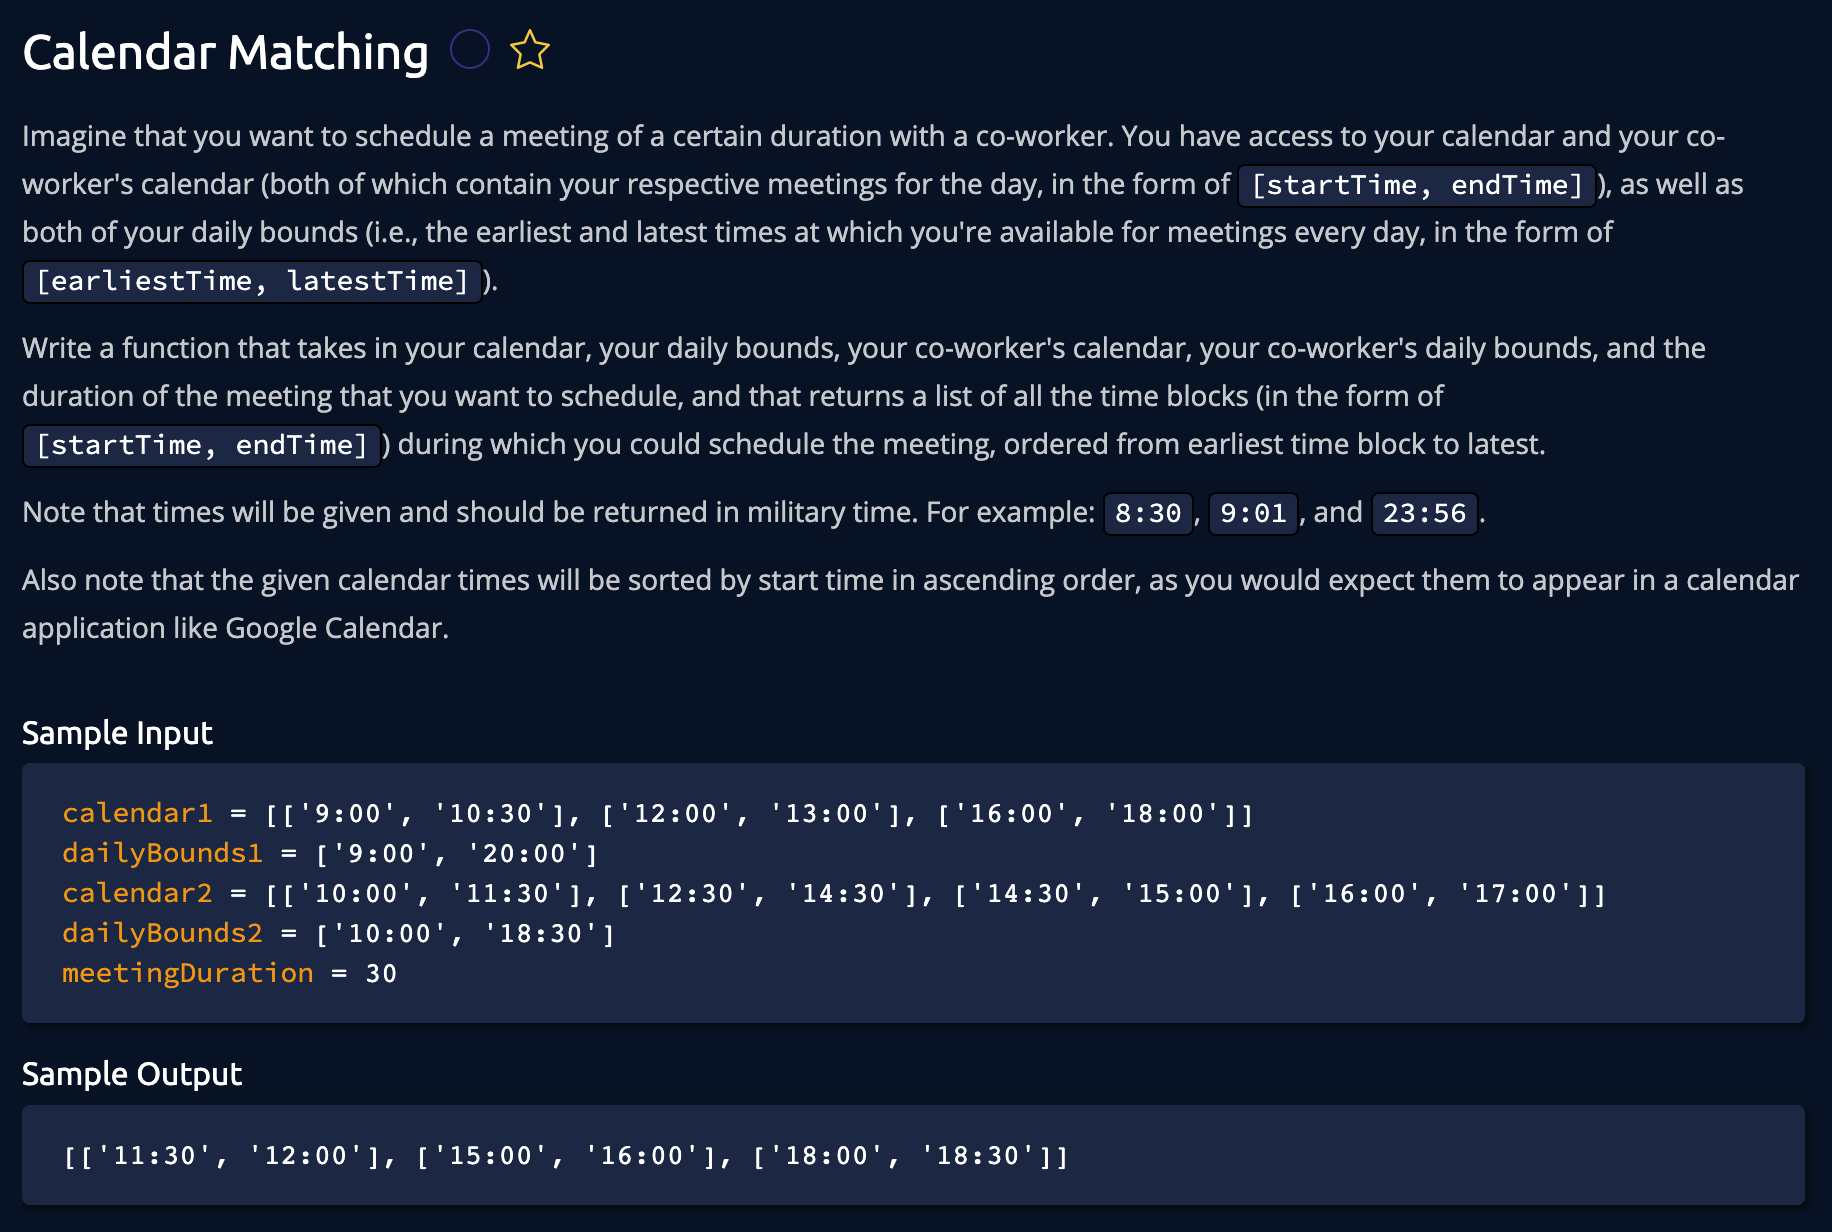 Calendar Matching
Imagine that you want to schedule a meeting of a certain duration with a co-worker. You have access to your calendar and your co-
worker's calendar (both of which contain your respective meetings for the day, in the form of [startTime, endTime] ), as well as
both of your daily bounds (i.e., the earliest and latest times at which you're available for meetings every day, in the form of
[earliestTime, latestTime] ).
Write a function that takes in your calendar, your daily bounds, your co-worker's calendar, your co-worker's daily bounds, and the
duration of the meeting that you want to schedule, and that returns a list of all the time blocks (in the form of
[startTime, endTime] ) during which you could schedule the meeting, ordered from earliest time block to latest.
Note that times will be given and should be returned in military time. For example: 8:30 , 9:01 , and 23:56 .
Also note that the given calendar times will be sorted by start time in ascending order, as you would expect them to appear in a calendar
application like Google Calendar.
Sample Input
calendar1 = [['9:00', '10:30'], ['12:00', '13:00'], ['16:00', '18:00']]
dailyBounds1 = ['9:00', '20:00']
calendar2 = [['10:00', '11:30'], ['12:30', '14:30'], ['14:30', '15:00'], ['16:00', '17:00']]
dailyBounds2 = ['10:00', '18:30']
meetingDuration = 30
Sample Output
[['11:30', '12:00'], ['15:00', '16:00'], ['18:00', '18:30']]